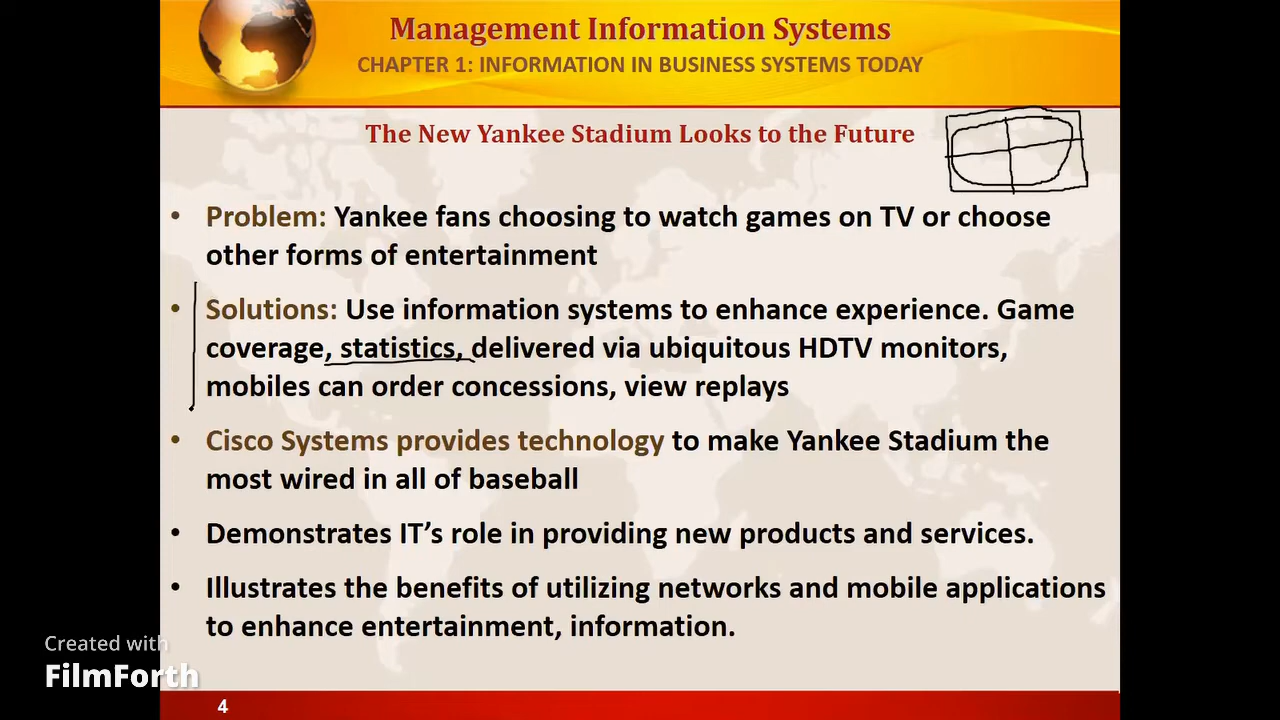 Management Information Systems
CHAPTER 1: INFORMATION IN BUSINESS SYSTEMS TODAY
The New Yankee Stadium Looks to the Future
• Problem: Yankee fans choosing to watch games on TV or choose
other forms of entertainment
• Solutions: Use information systems to enhance experience. Game
coverage, statistics, delivered via ubiquitous HDTV monitors,
mobiles can order concessions, view replays
• Cisco Systems provides technology to make Yankee Stadium the
most wired in all of baseball
• Demonstrates IT’s role in providing new products and services.
• Illustrates the benefits of utilizing networks and mobile applications
to enhance entertainment, information.
Created with
FilmForth
4